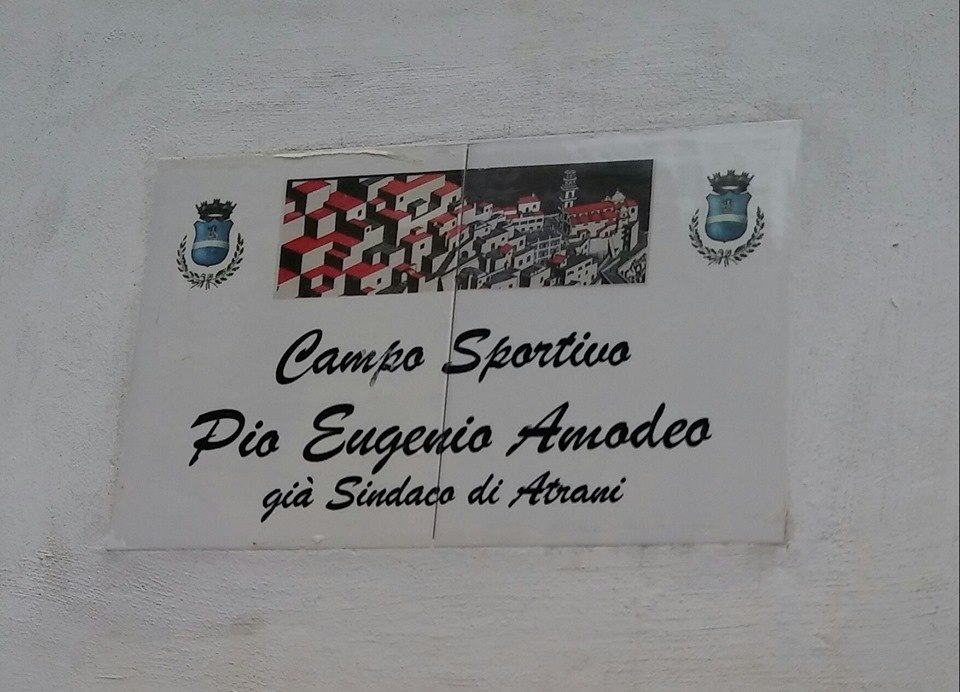 Campo Sportivo
Pio Eugenio Amodeo
già Sindaco di Atrani